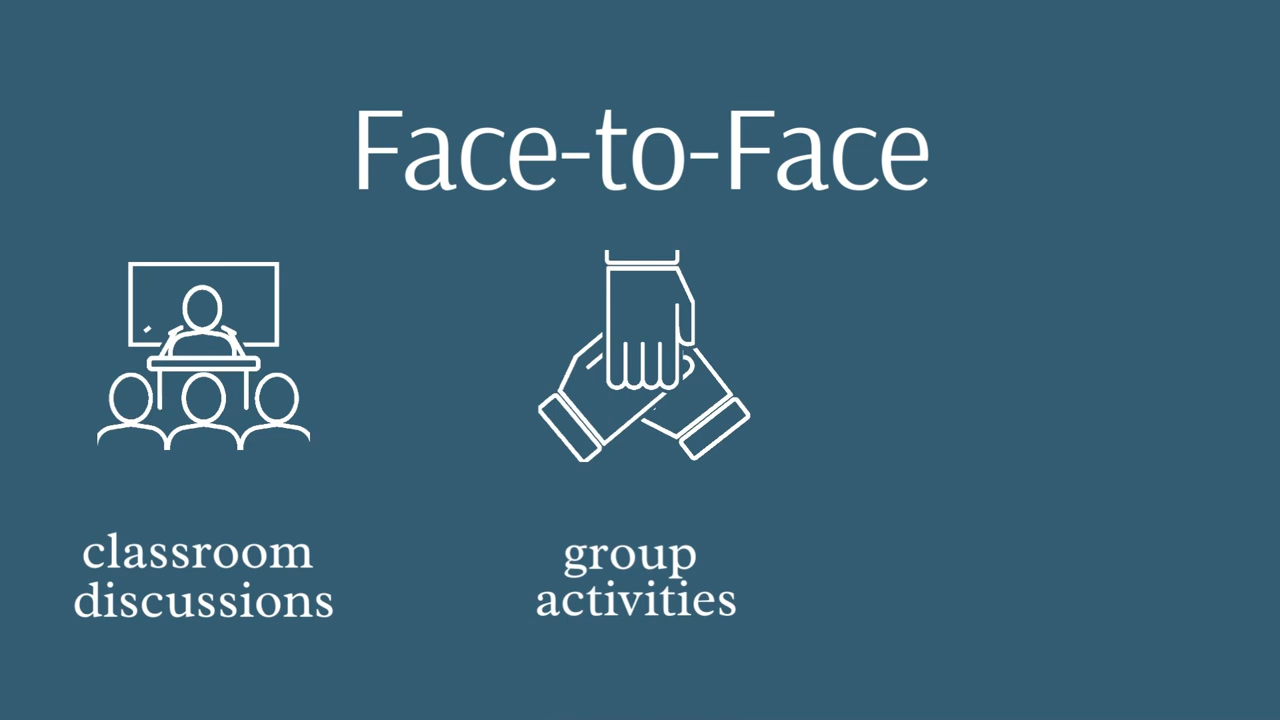 Face-to-Face
classroom
discussions
group
activities